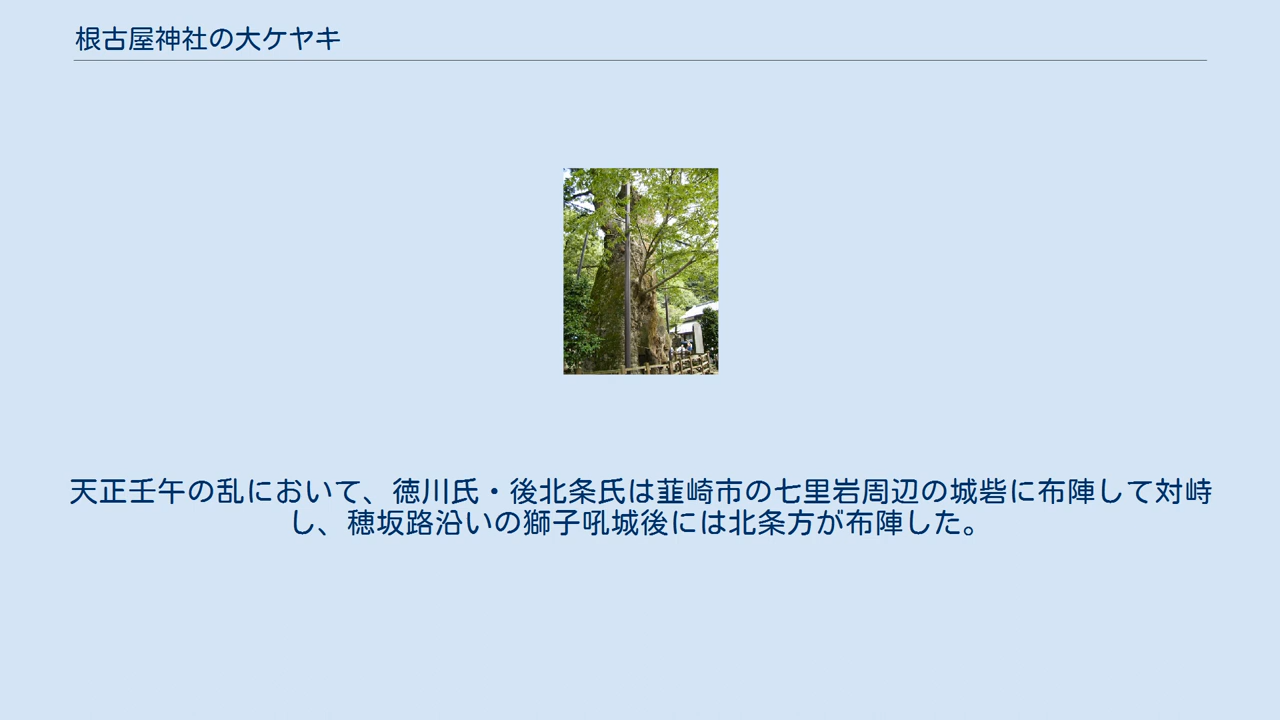 根古屋神社の大ケヤキ
天正壬午の乱において、徳川氏・後北条氏は韮崎市の七里岩周辺の城砦に布陣して対峙
し、穂坂路沿いの獅子吼城後には北条方が布陣した。